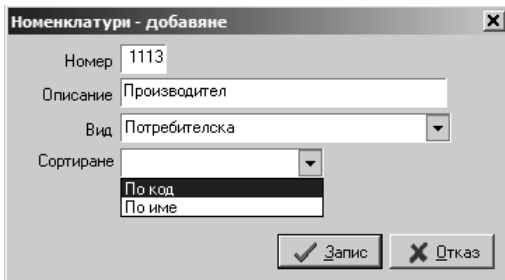 Номенклатури - добавяне
Номер 1113
Описание Производител
Вид Потребителска
Сортиране
По код
По име
Запис Отказ